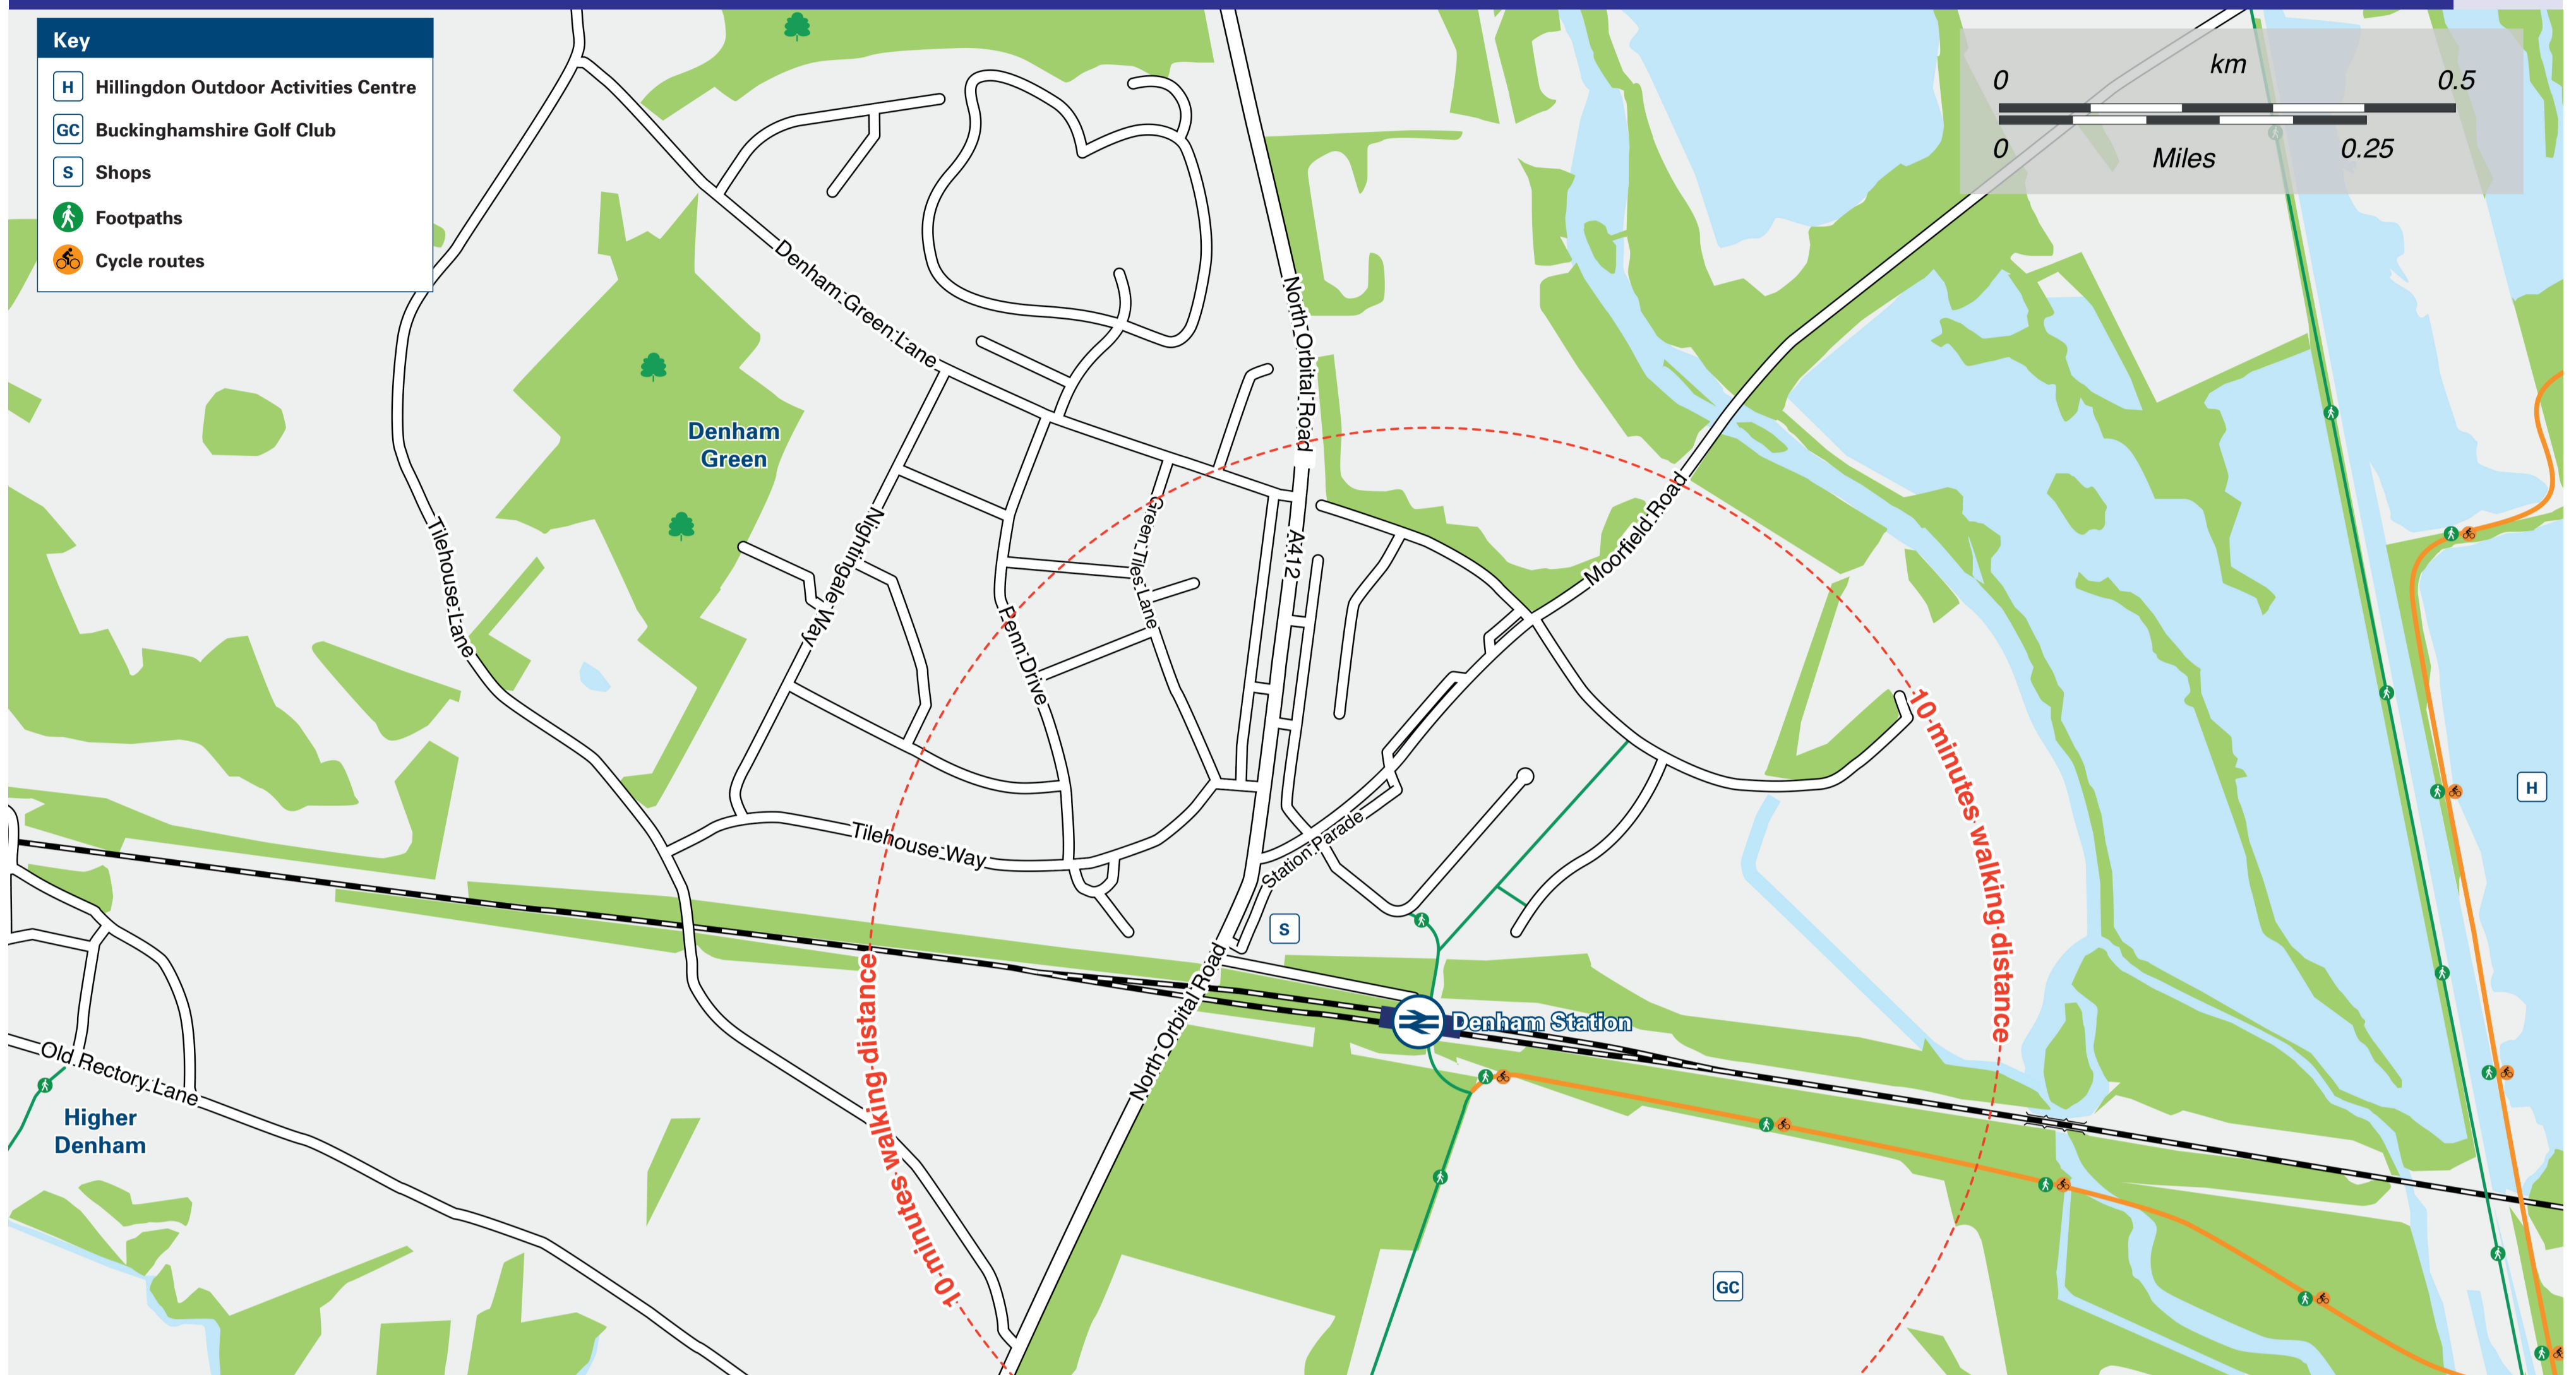 Key
H Hillingdon Outdoor Activities Centre
GC Buckinghamshire Golf Club
S Shops
Footpaths
Cycle routes
km
0 0.5
0 0.25
Miles
Denham Green Lane
North Orbital Road
Denham
Green
Moorfield Road
Green Tiles Lane
A412
Nightingale Way
Tilehouse Lane
Penn Drive
10 minutes walking distance
H
Tilehouse Way
Station Parade
S
North Orbital Road
10 minutes walking distance
Denham Station
Old Rectory Lane
Higher
Denham
GC